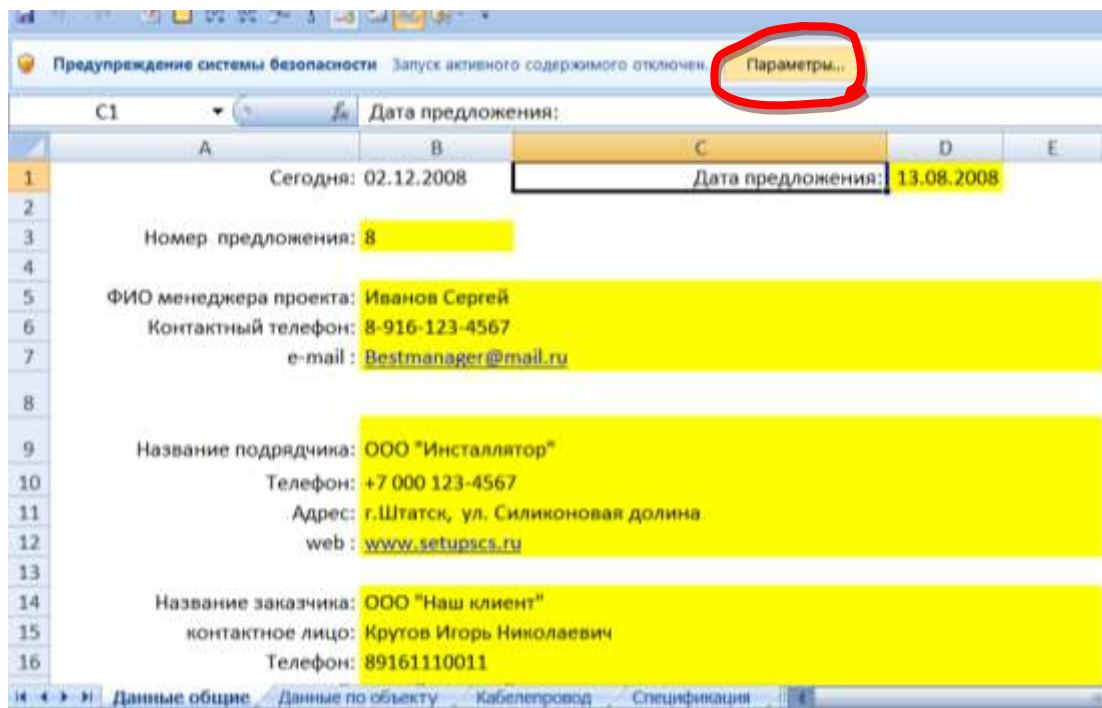 Предупреждение системы безопасности Запуск активного содержимого отключен. Параметры...
C1 fx Дата предложения:
A B C D E
1 Сегодня: 02.12.2008 Дата предложения: 13.08.2008
2
3 Номер предложения: 8
4
5 ФИО менеджера проекта: Иванов Сергей
6 Контактный телефон: 8-916-123-4567
7 e-mail : Bestmanager@mail.ru
8
9 Название подрядчика: ООО "Инсталлятор"
10 Телефон: +7 000 123-4567
11 Адрес: г.Штатск, ул. Силиконовая долина
12 web : www.setupscs.ru
13
14 Название заказчика: ООО "Наш клиент"
15 контактное лицо: Крутов Игорь Николаевич
16 Телефон: 89161110011
Данные общие Данные по объекту Кабелепровод Спецификация